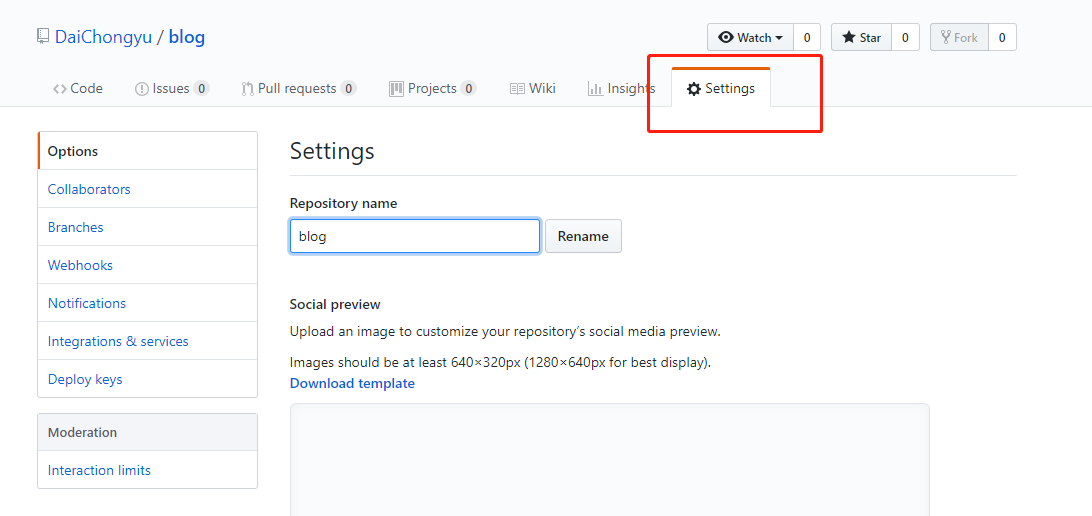 DaiChongyu / blog
Watch 0 Star 0 Fork 0
Code Issues 0 Pull requests 0 Projects 0 Wiki Insights Settings
Options
Collaborators
Branches
Webhooks
Notifications
Integrations & services
Deploy keys
Moderation
Interaction limits
Settings
Repository name
blog Rename
Social preview
Upload an image to customize your repository’s social media preview.
Images should be at least 640×320px (1280×640px for best display).
Download template